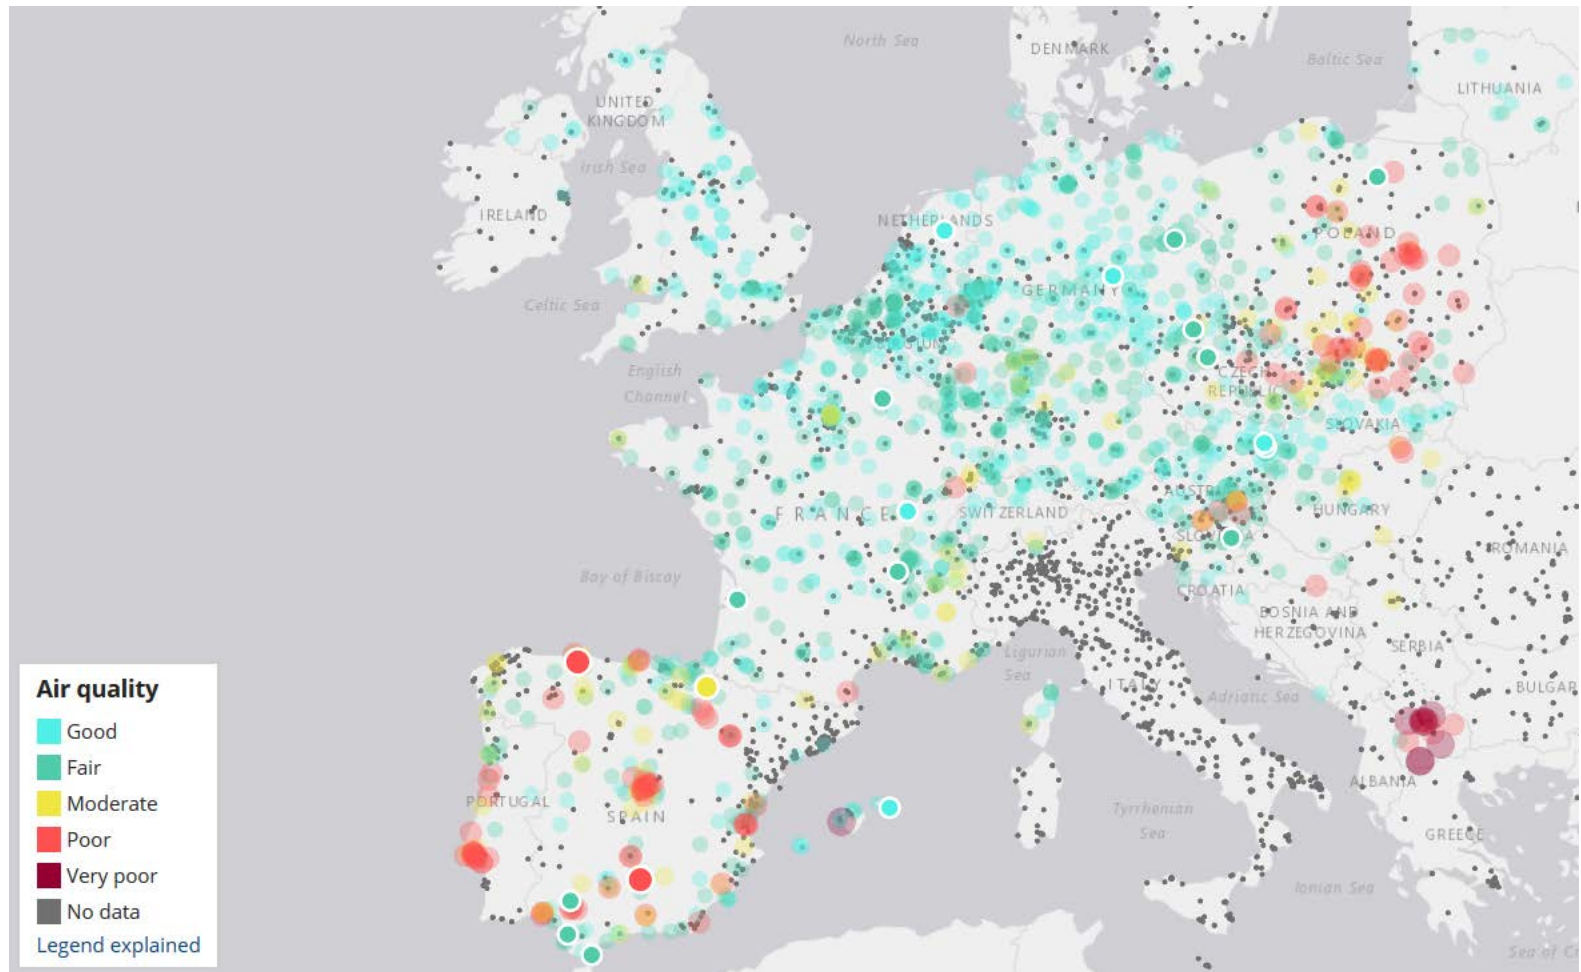 North Sea
DENMARK
Baltic Sea
LITHUANIA
UNITED
KINGDOM
Irish Sea
IRELAND
NETHERLANDS
POLAND
Celtic Sea
GERMANY
BELGIUM
English
Channel
CZECH
REPUBLIC
SLOVAKIA
AUSTRIA
FRANCE
SWITZERLAND
HUNGARY
SLOVENIA
ROMANIA
Bay of Biscay
CROATIA
BOSNIA AND
HERZEGOVINA
SERBIA
Ligurian
Sea
ITALY
Adriatic Sea
BULGAR
ALBANIA
PORTUGAL
SPAIN
Tyrrhenian
Sea
GREECE
Ionian Sea
Sea of C
Air quality
Good
Fair
Moderate
Poor
Very poor
No data
Legend explained